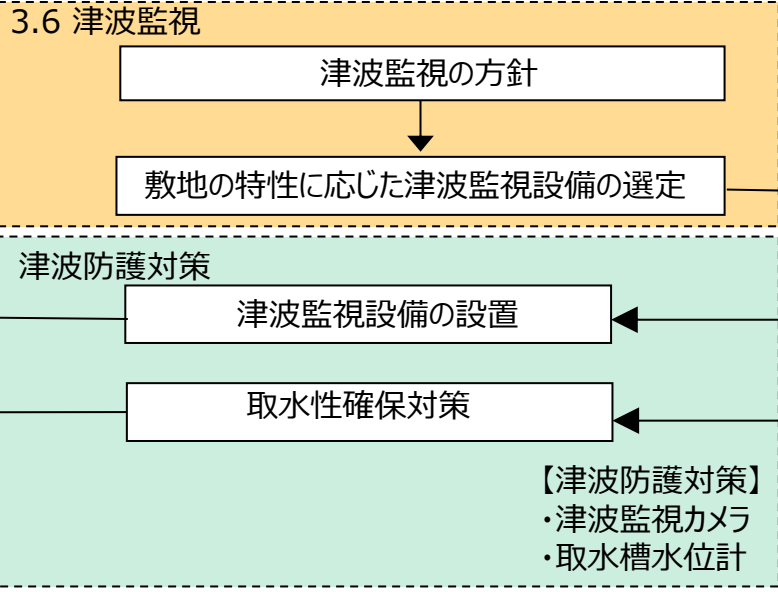 3.6 津波監視
津波監視の方針
敷地の特性に応じた津波監視設備の選定
津波防護対策
津波監視設備の設置
取水性確保対策
【津波防護対策】
・津波監視カメラ
・取水槽水位計